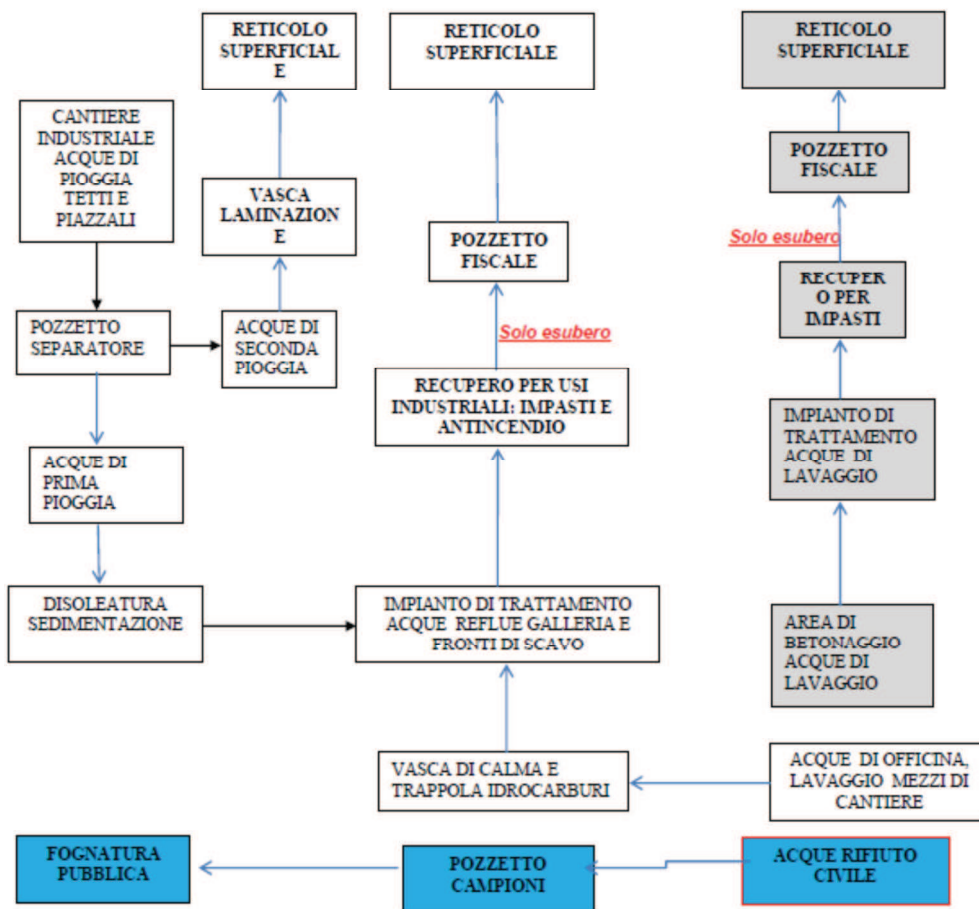 RETICOLO
SUPERFICIAL
E
RETICOLO
SUPERFICIALE
RETICOLO
SUPERFICIALE
CANTIERE
INDUSTRIALE
ACQUE DI
PIOGGIA
TETTI E
PIAZZALI
VASCA
LAMINAZION
E
POZZETTO
FISCALE
POZZETTO
FISCALE
Solo esubero
RECUPER
O PER
IMPASTI
POZZETTO
SEPARATORE
ACQUE DI
SECONDA
PIOGGIA
Solo esubero
RECUPERO PER USI
INDUSTRIALI: IMPASTI E
ANTINCENDIO
IMPIANTO DI
TRATTAMENTO
ACQUE DI
LAVAGGIO
ACQUE DI
PRIMA
PIOGGIA
DISOLEATURA
SEDIMENTAZIONE
IMPIANTO DI TRATTAMENTO
ACQUE REFLUE GALLERIA E
FRONTI DI SCAVO
AREA DI
BETONAGGIO
ACQUE DI
LAVAGGIO
VASCA DI CALMA E
TRAPPOLA IDROCARBURI
ACQUE DI OFFICINA,
LAVAGGIO MEZZI DI
CANTIERE
FOGNATURA
PUBBLICA
POZZETTO
CAMPIONI
ACQUE RIFIUTO
CIVILE